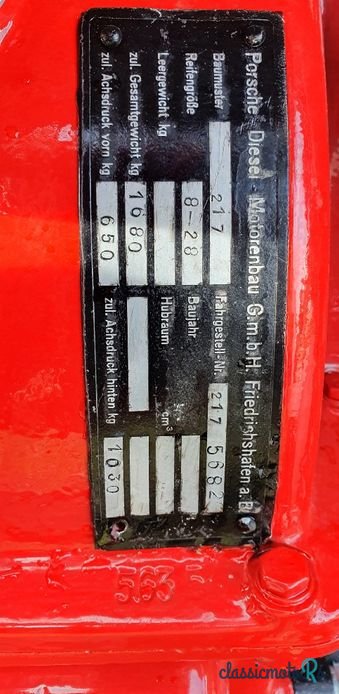 Porsche - Diesel - Motorenbau G.m.b.H. Friedrichshafen a. B
Baumuster 217 Fahrgestell-Nr. 217 5682
Reifengröße 8-28 Baujahr
Leergewicht kg Hubraum cm³
zul. Gesamtgewicht kg 1680
zul. Achsdruck vorn kg 650 zul. Achsdruck hinten kg 1030
classicmotoR